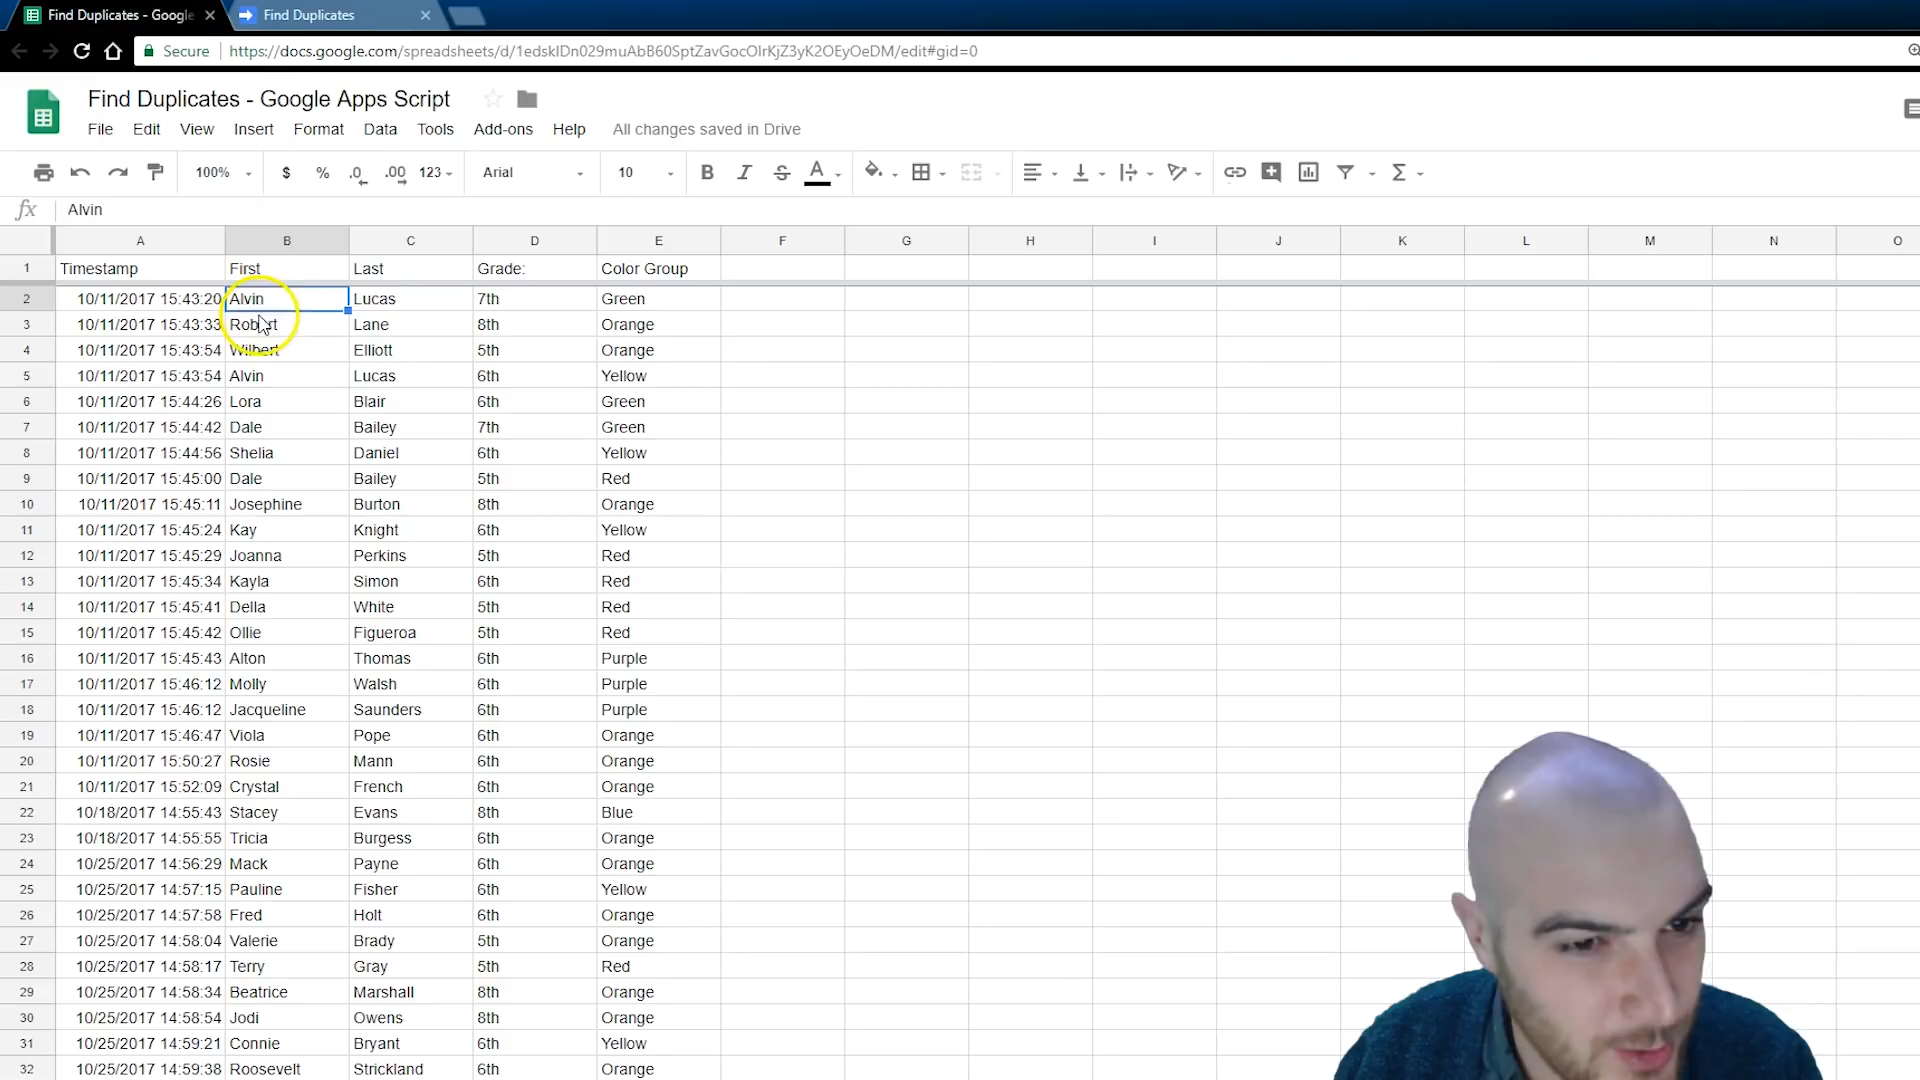 Find Duplicates - Google
Find Duplicates
Secure https://docs.google.com/spreadsheets/d/1edskIDn029muAbB60SptZavGocOIrKjZ3yK2OEyOeDM/edit#gid=0
Find Duplicates - Google Apps Script
File Edit View Insert Format Data Tools Add-ons Help All changes saved in Drive
100% $ % .0 .00 123 Arial 10 B I S A Σ
fx Alvin
A B C D E F G H I J K L M N O
1 Timestamp First Last Grade: Color Group
2 10/11/2017 15:43:20 Alvin Lucas 7th Green
3 10/11/2017 15:43:33 Robert Lane 8th Orange
4 10/11/2017 15:43:54 Wilbert Elliott 5th Orange
5 10/11/2017 15:43:54 Alvin Lucas 6th Yellow
6 10/11/2017 15:44:26 Lora Blair 6th Green
7 10/11/2017 15:44:42 Dale Bailey 7th Green
8 10/11/2017 15:44:56 Shelia Daniel 6th Yellow
9 10/11/2017 15:45:00 Dale Bailey 5th Red
10 10/11/2017 15:45:11 Josephine Burton 8th Orange
11 10/11/2017 15:45:24 Kay Knight 6th Yellow
12 10/11/2017 15:45:29 Joanna Perkins 5th Red
13 10/11/2017 15:45:34 Kayla Simon 6th Red
14 10/11/2017 15:45:41 Della White 5th Red
15 10/11/2017 15:45:42 Ollie Figueroa 5th Red
16 10/11/2017 15:45:43 Alton Thomas 6th Purple
17 10/11/2017 15:46:12 Molly Walsh 6th Purple
18 10/11/2017 15:46:12 Jacqueline Saunders 6th Purple
19 10/11/2017 15:46:47 Viola Pope 6th Orange
20 10/11/2017 15:50:27 Rosie Mann 6th Orange
21 10/11/2017 15:52:09 Crystal French 6th Orange
22 10/18/2017 14:55:43 Stacey Evans 8th Blue
23 10/18/2017 14:55:55 Tricia Burgess 6th Orange
24 10/25/2017 14:56:29 Mack Payne 6th Orange
25 10/25/2017 14:57:15 Pauline Fisher 6th Yellow
26 10/25/2017 14:57:58 Fred Holt 6th Orange
27 10/25/2017 14:58:04 Valerie Brady 5th Orange
28 10/25/2017 14:58:17 Terry Gray 5th Red
29 10/25/2017 14:58:34 Beatrice Marshall 8th Orange
30 10/25/2017 14:58:54 Jodi Owens 8th Orange
31 10/25/2017 14:59:21 Connie Bryant 6th Yellow
32 10/25/2017 14:59:38 Roosevelt Strickland 6th Orange